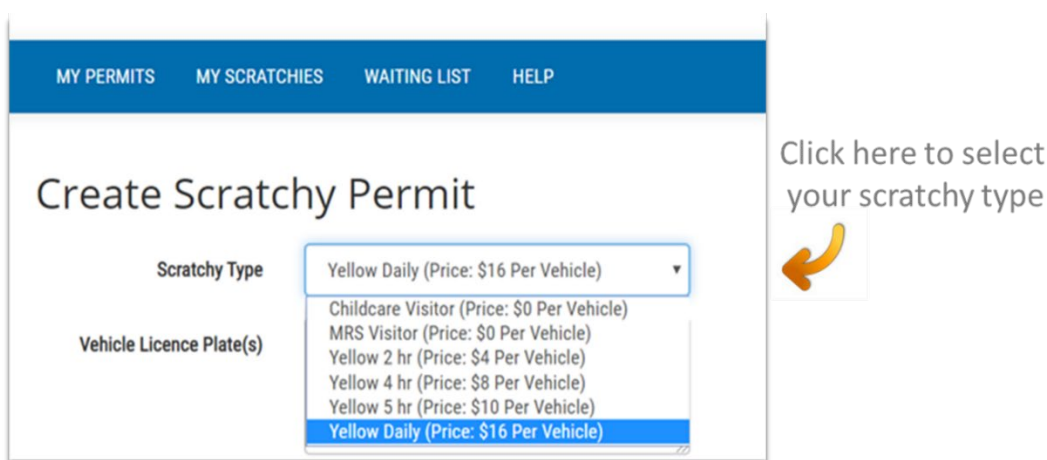 MY PERMITS MY SCRATCHIES WAITING LIST HELP
Create Scratchy Permit
Click here to select
your scratchy type
Scratchy Type
Yellow Daily (Price: $16 Per Vehicle)
Vehicle Licence Plate(s)
Childcare Visitor (Price: $0 Per Vehicle)
MRS Visitor (Price: $0 Per Vehicle)
Yellow 2 hr (Price: $4 Per Vehicle)
Yellow 4 hr (Price: $8 Per Vehicle)
Yellow 5 hr (Price: $10 Per Vehicle)
Yellow Daily (Price: $16 Per Vehicle)